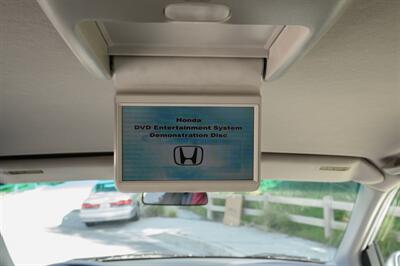 Honda
DVD Entertainment System
Demonstration Disc